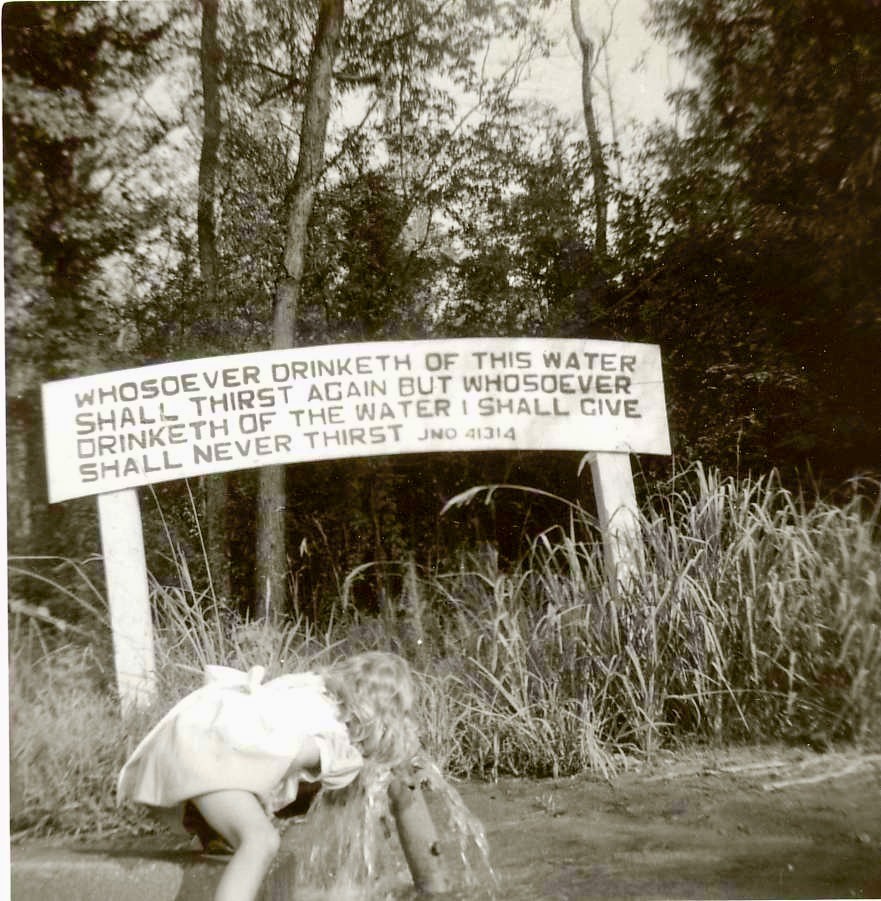 WHOSOEVER DRINKETH OF THIS WATER
SHALL THIRST AGAIN BUT WHOSOEVER
DRINKETH OF THE WATER I SHALL GIVE
SHALL NEVER THIRST JNO 41314